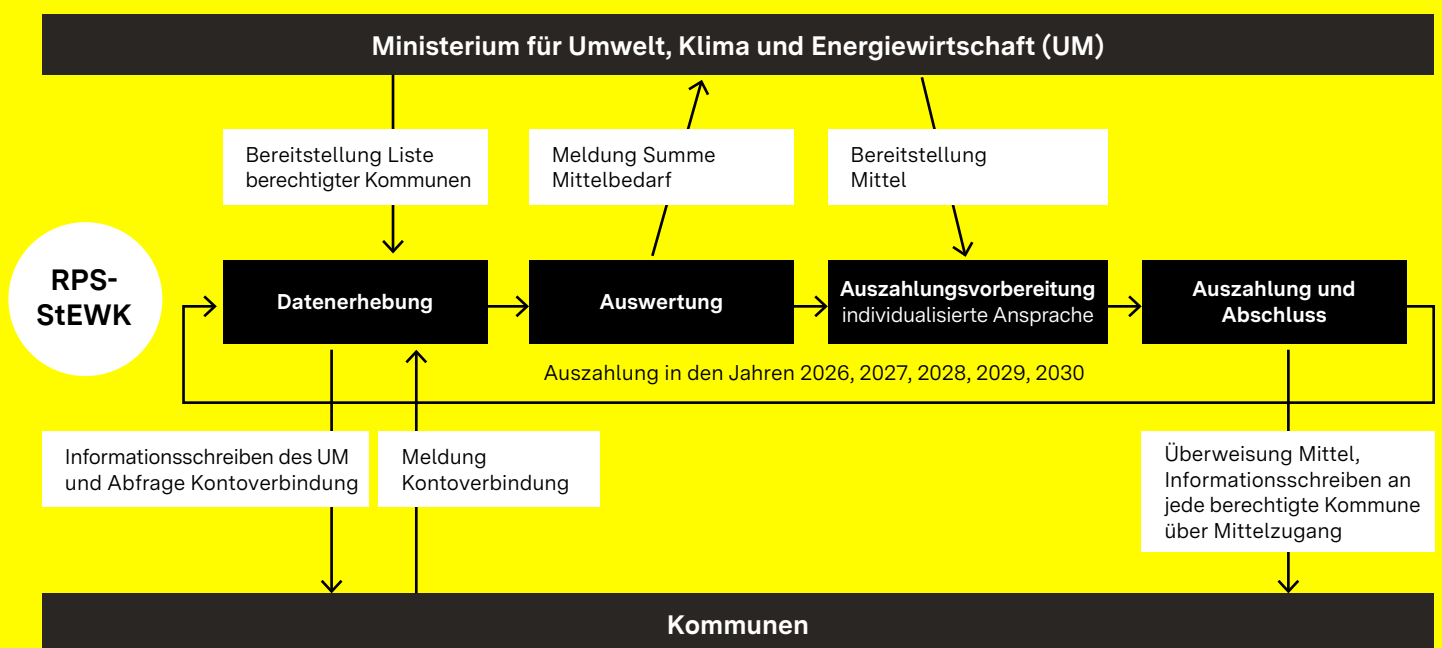 Ministerium für Umwelt, Klima und Energiewirtschaft (UM)
Bereitstellung Liste
berechtigter Kommunen
Meldung Summe
Mittelbedarf
Bereitstellung
Mittel
RPS-
StEWK
Datenerhebung
Auswertung
Auszahlungsvorbereitung
individualisierte Ansprache
Auszahlung und
Abschluss
Auszahlung in den Jahren 2026, 2027, 2028, 2029, 2030
Informationsschreiben des UM
und Abfrage Kontoverbindung
Meldung
Kontoverbindung
Überweisung Mittel,
Informationsschreiben an
jede berechtigte Kommune
über Mittelzugang
Kommunen